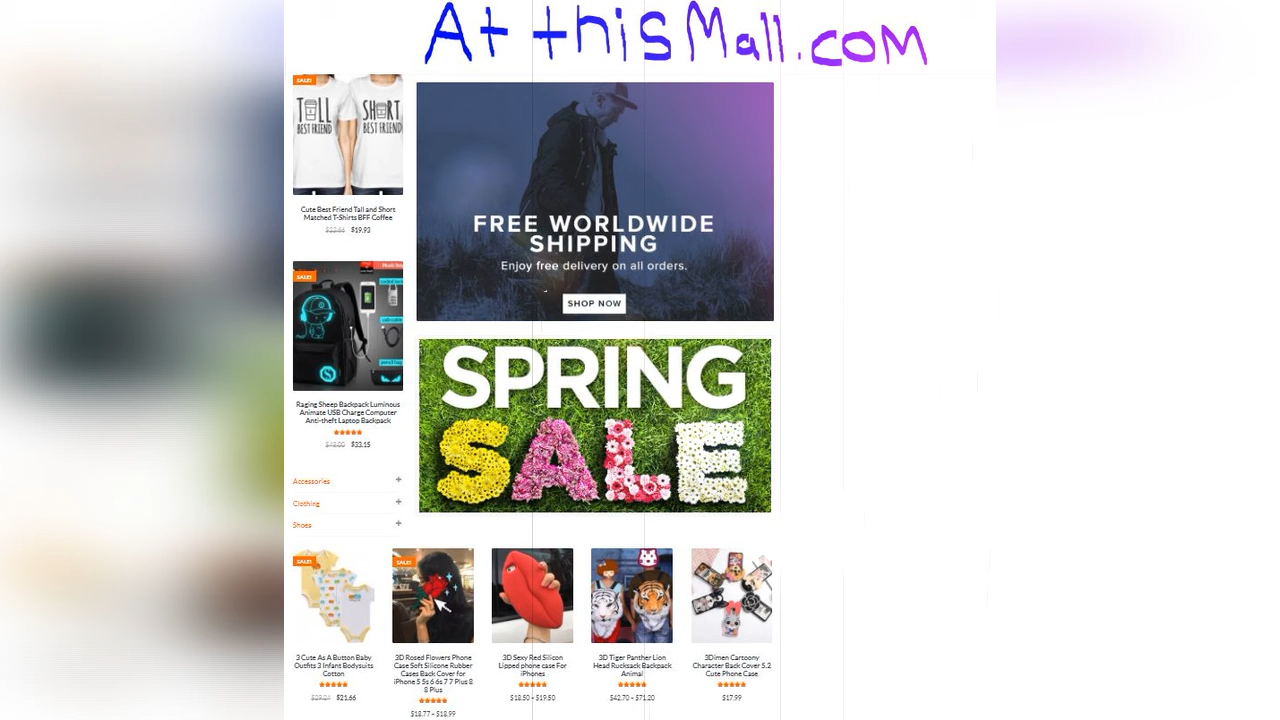 At thisMall.com
SALE!
TALL
BEST FRIEND
SHORT
BEST FRIEND
Cute Best Friend Tall and Short
Matched T-Shirts BFF Coffee
$19.93
FREE WORLDWIDE
SHIPPING
Enjoy free delivery on all orders.
SHOP NOW
SALE!
Raging Sheep Backpack Luminous
Animate USB Charge Computer
Anti-theft Laptop Backpack
$48.00 $33.15
SPRING
SALE
Accessories +
Clothing +
Shoes +
SALE!
3 Cute As A Button Baby
Outfits 3 Infant Bodysuits
Cotton
$29.24 $21.66
SALE!
3D Rosed Flowers Phone
Case Soft Silicone Rubber
Cases Back Cover for
iPhone 5 5s 6 6s 7 7 Plus 8
8 Plus
$18.77 – $18.99
3D Sexy Red Silicon
Lipped phone case For
iPhones
$18.50 – $19.50
3D Tiger Panther Lion
Head Rucksack Backpack
Animal
$42.70 – $71.20
3Dimen Cartoony
Character Back Cover 5.2
Cute Phone Case
$17.99